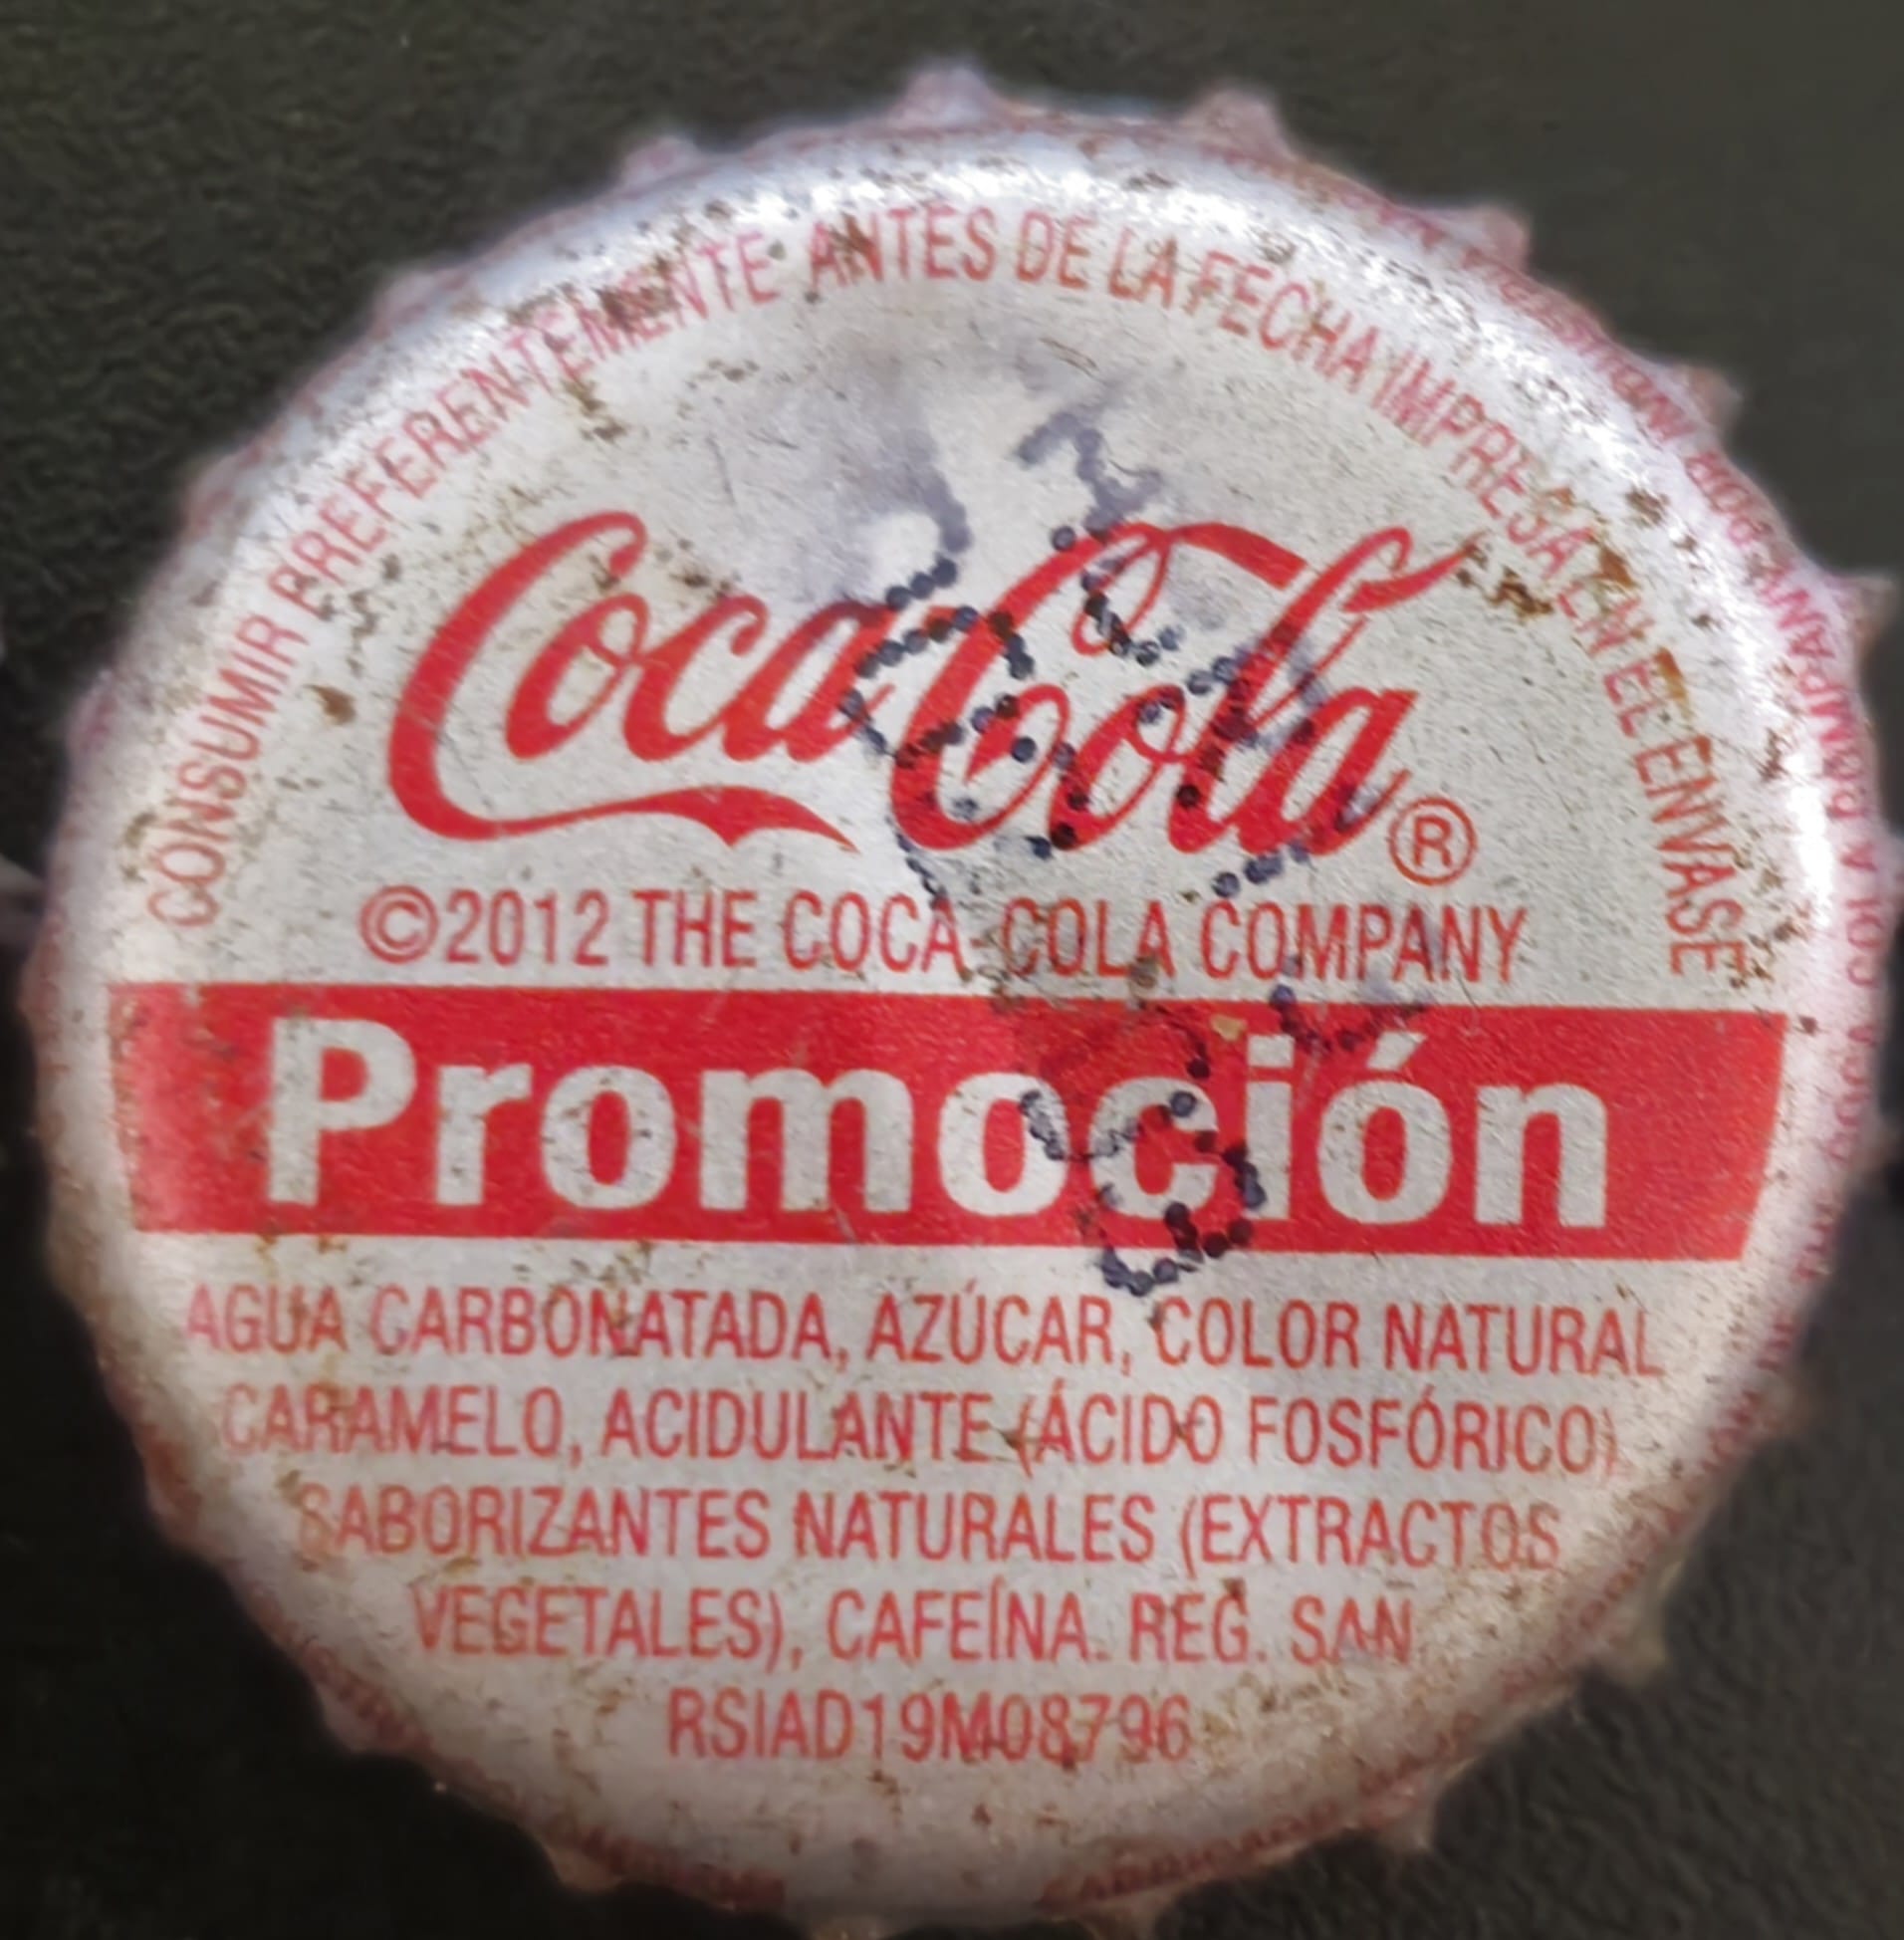 CONSUMIR PREFERENTEMENTE ANTES DE LA FECHA IMPRESA EN EL ENVASE
Coca-Cola®
©2012 THE COCA-COLA COMPANY
Promoción
AGUA CARBONATADA, AZÚCAR, COLOR NATURAL
CARAMELO, ACIDULANTE (ÁCIDO FOSFÓRICO)
SABORIZANTES NATURALES (EXTRACTOS
VEGETALES), CAFEÍNA. REG. SAN
RSIAD19M08796